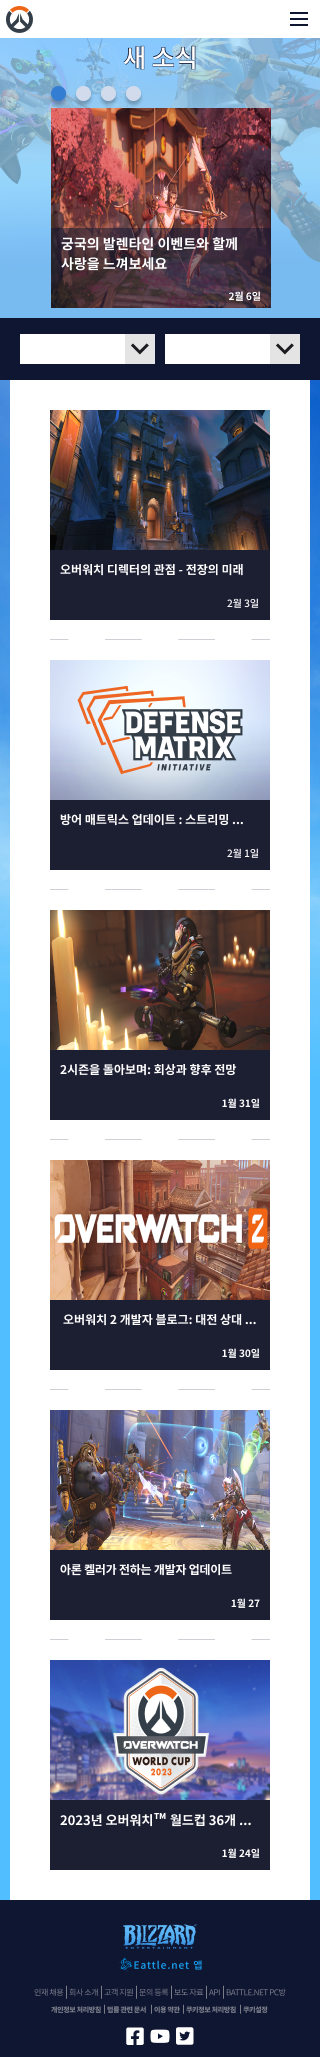 새 소식
궁극의 발렌타인 이벤트와 함께
사랑을 느껴보세요
2월 6일
오버워치 디렉터의 관점 - 전장의 미래
2월 3일
DEFENSE
MATRIX
INITIATIVE
방어 매트릭스 업데이트 : 스트리밍 ...
2월 1일
2시즌을 돌아보며: 회상과 향후 전망
1월 31일
OVERWATCH 2
오버워치 2 개발자 블로그: 대전 상대 ...
1월 30일
아론 켈러가 전하는 개발자 업데이트
1월 27
OVERWATCH
WORLD CUP
2023
2023년 오버워치™ 월드컵 36개 ...
1월 24일
BLIZZARD
ENTERTAINMENT
Eattle.net 앱
인재 채용 | 회사 소개 | 고객 지원 | 문의 등록 | 보도 자료 | API | BATTLE.NET PC방
개인정보 처리방침 | 법률 관련 문서 | 이용 약관 | 쿠키정보 처리방침 | 쿠키설정